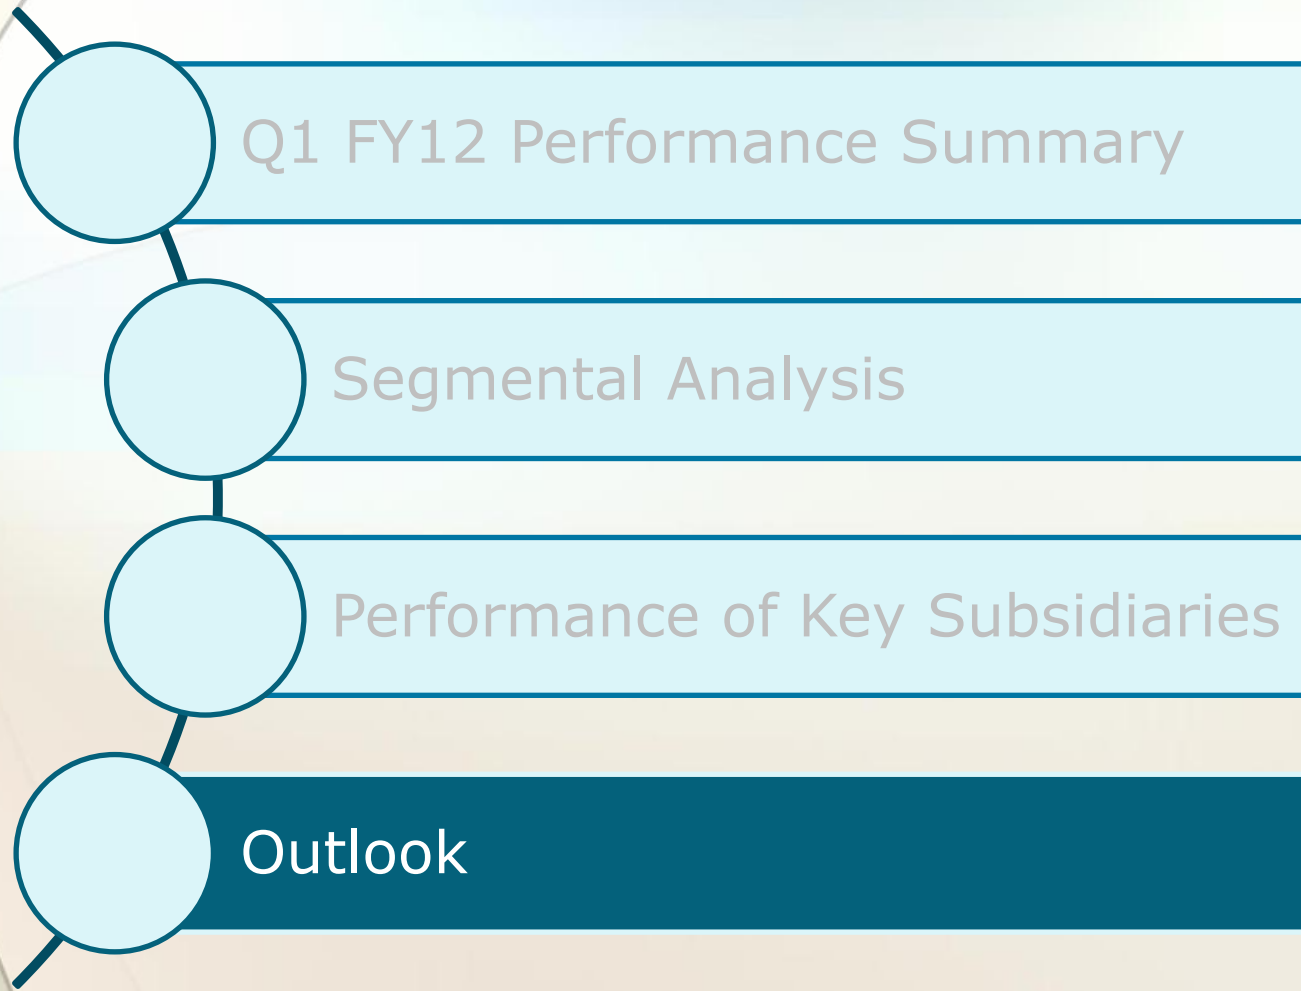 Q1 FY12 Performance Summary
Segmental Analysis
Performance of Key Subsidiaries
Outlook